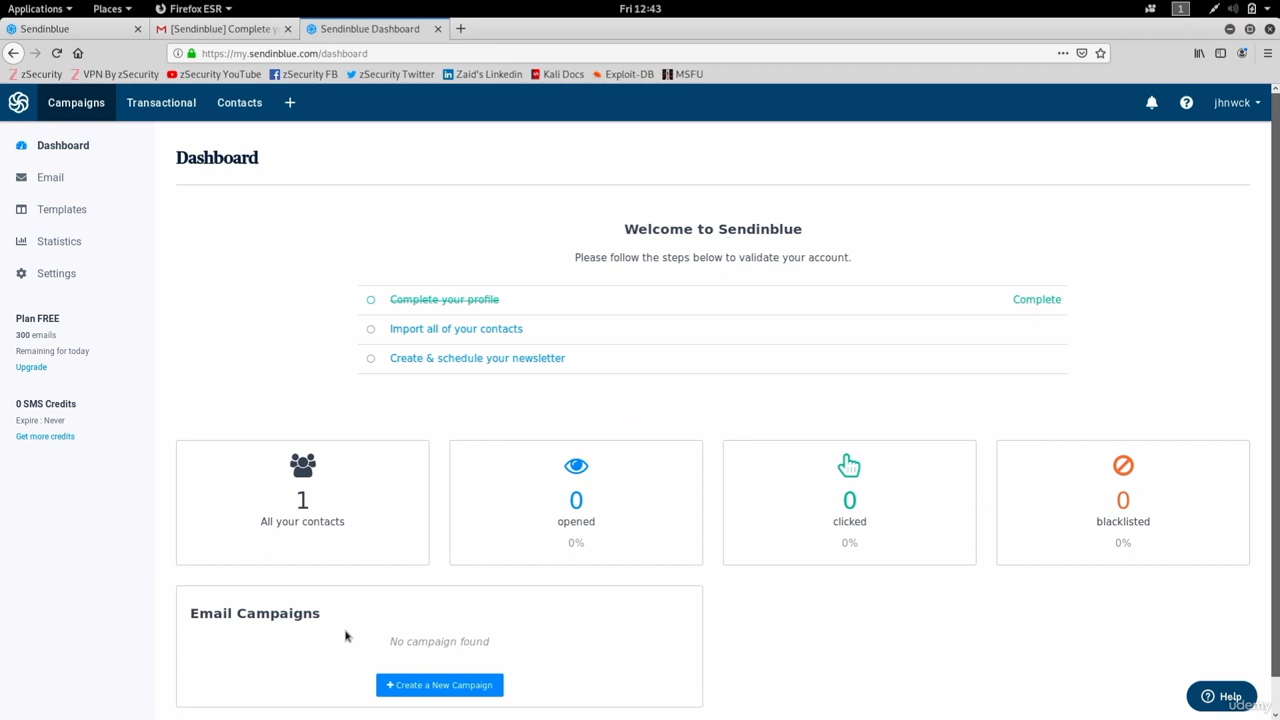 Applications Places Firefox ESR Fri 12:43 1
Sendinblue [Sendinblue] Complete y Sendinblue Dashboard
https://my.sendinblue.com/dashboard
zSecurity VPN By zSecurity zSecurity YouTube zSecurity FB zSecurity Twitter Zaid's Linkedin Kali Docs Exploit-DB MSFU
Campaigns Transactional Contacts jhnwck
Dashboard
Email
Templates
Statistics
Settings
Plan FREE
300 emails
Remaining for today
Upgrade
0 SMS Credits
Expire : Never
Get more credits
Dashboard
Welcome to Sendinblue
Please follow the steps below to validate your account.
Complete your profile Complete
Import all of your contacts
Create & schedule your newsletter
1
All your contacts
0
opened
0%
0
clicked
0%
0
blacklisted
0%
Email Campaigns
No campaign found
+ Create a New Campaign
Help
udemy